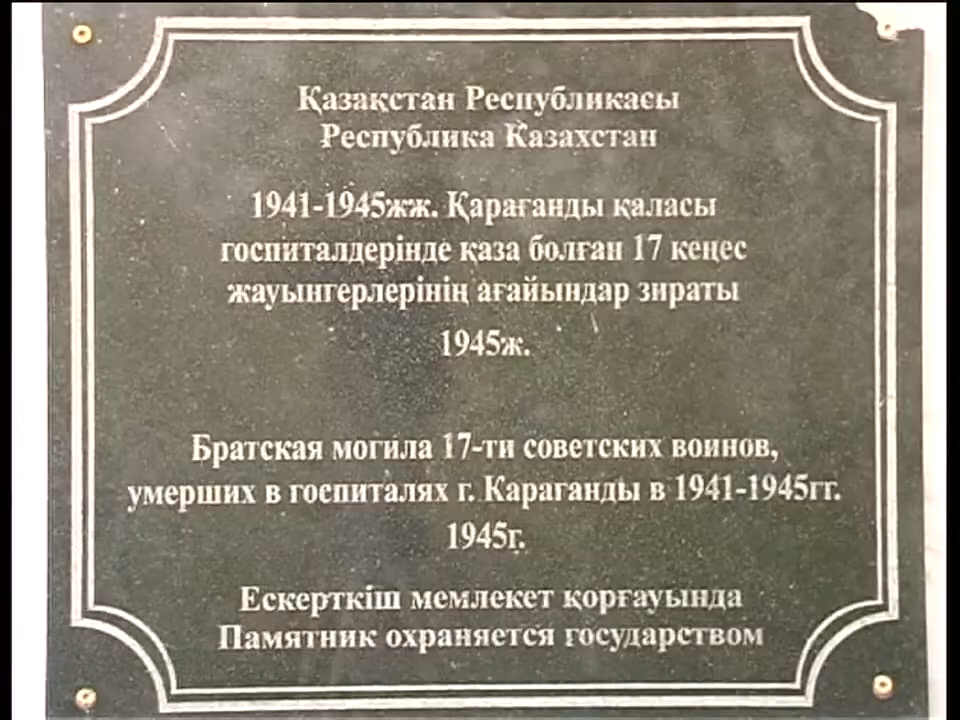 Қазақстан Республикасы
Республика Казахстан
1941-1945жж. Қарағанды қаласы
госпиталдерінде қаза болған 17 кеңес
жауынгерлерінің ағайындар зираты
1945ж.
Братская могила 17-ти советских воинов,
умерших в госпиталях г. Караганды в 1941-1945гг.
1945г.
Ескерткіш мемлекет қорғауында
Памятник охраняется государством